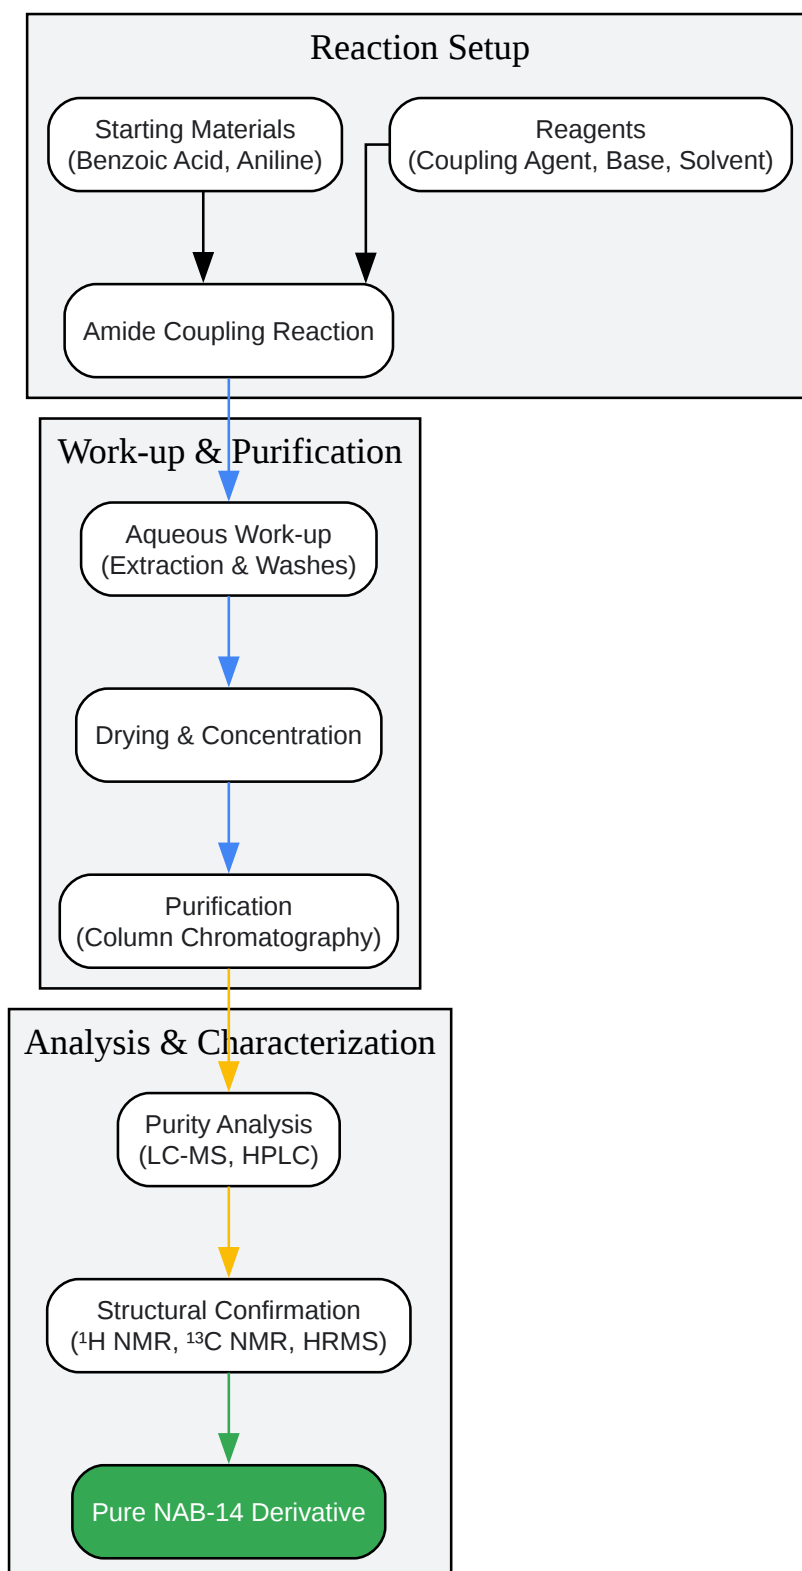 Reaction Setup
Starting Materials
(Benzoic Acid, Aniline)
Reagents
(Coupling Agent, Base, Solvent)
Amide Coupling Reaction
Work-up & Purification
Aqueous Work-up
(Extraction & Washes)
Drying & Concentration
Purification
(Column Chromatography)
Analysis & Characterization
Purity Analysis
(LC-MS, HPLC)
Structural Confirmation
(¹H NMR, ¹³C NMR, HRMS)
Pure NAB-14 Derivative